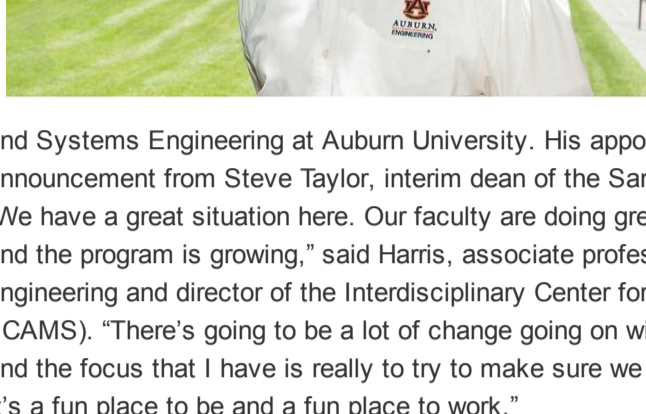 AUBURN
ENGINEERING
nd Systems Engineering at Auburn University. His appo
nnouncement from Steve Taylor, interim dean of the Sa
We have a great situation here. Our faculty are doing gre
nd the program is growing,” said Harris, associate profes
ngineering and director of the Interdisciplinary Center for
CAMS). “There’s going to be a lot of change going on wi
nd the focus that I have is really to try to make sure we
t’s a fun place to be and a fun place to work.”